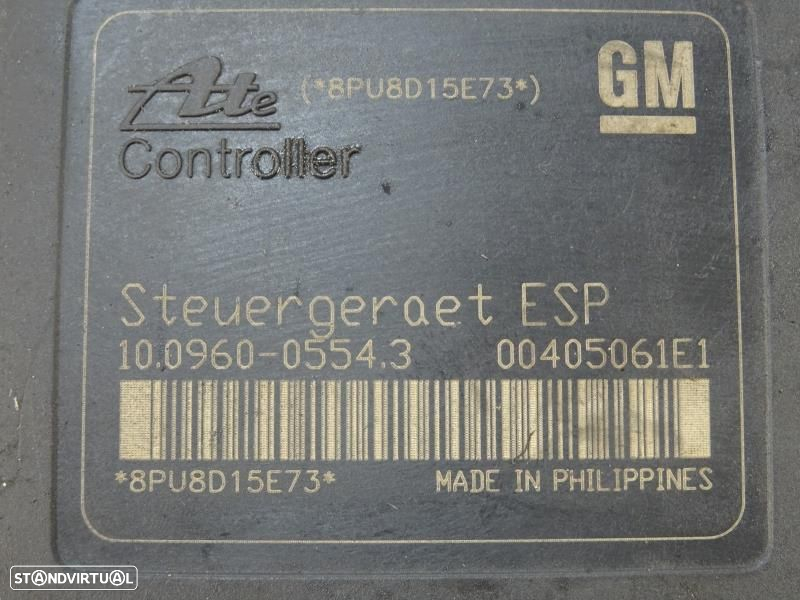 Ate (*8PU8D15E73*) GM
Controller
Steuergeraet ESP
10.0960-0554.3 00405061E1
*8PU8D15E73* MADE IN PHILIPPINES
STANDVIRTUAL